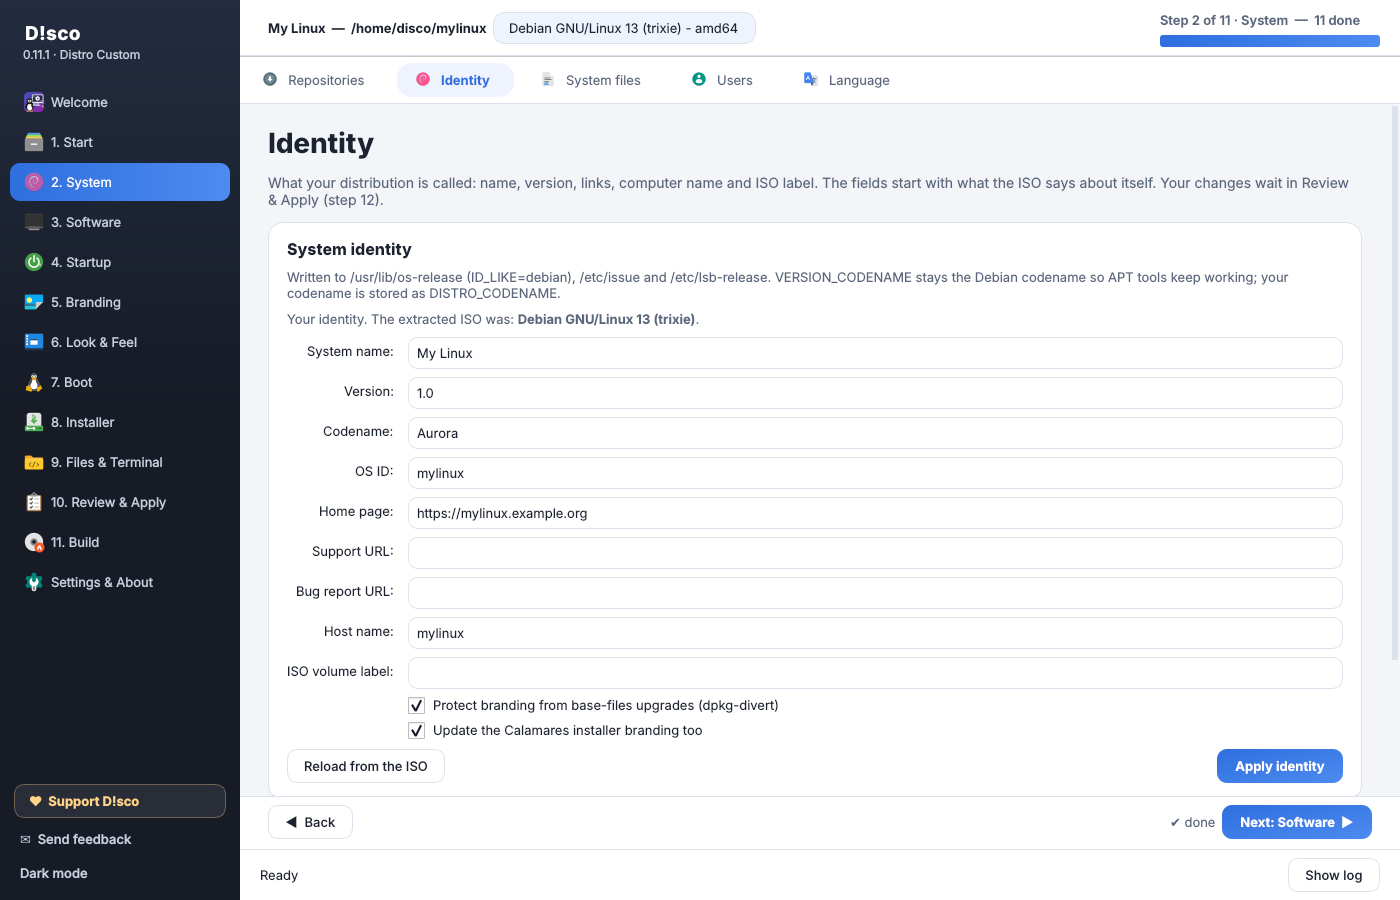 D!sco
0.11.1 · Distro Custom
Welcome
1. Start
2. System
3. Software
4. Startup
5. Branding
6. Look & Feel
7. Boot
8. Installer
9. Files & Terminal
10. Review & Apply
11. Build
Settings & About
Support D!sco
Send feedback
Dark mode
My Linux — /home/disco/mylinux
Debian GNU/Linux 13 (trixie) - amd64
Step 2 of 11 · System — 11 done
Repositories
Identity
System files
Users
Language
Identity
What your distribution is called: name, version, links, computer name and ISO label. The fields start with what the ISO says about itself. Your changes wait in Review
& Apply (step 12).
System identity
Written to /usr/lib/os-release (ID_LIKE=debian), /etc/issue and /etc/lsb-release. VERSION_CODENAME stays the Debian codename so APT tools keep working; your
codename is stored as DISTRO_CODENAME.
Your identity. The extracted ISO was: Debian GNU/Linux 13 (trixie).
System name: My Linux
Version: 1.0
Codename: Aurora
OS ID: mylinux
Home page: https://mylinux.example.org
Support URL:
Bug report URL:
Host name: mylinux
ISO volume label:
Protect branding from base-files upgrades (dpkg-divert)
Update the Calamares installer branding too
Reload from the ISO
Apply identity
◀ Back
✔ done
Next: Software ▶
Ready
Show log